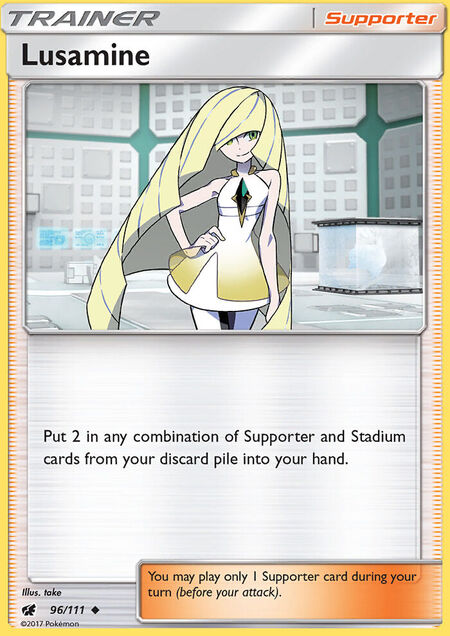 TRAINER Supporter
Lusamine
Put 2 in any combination of Supporter and Stadium
cards from your discard pile into your hand.
Illus. take
You may play only 1 Supporter card during your
turn (before your attack).
96/111
©2017 Pokémon